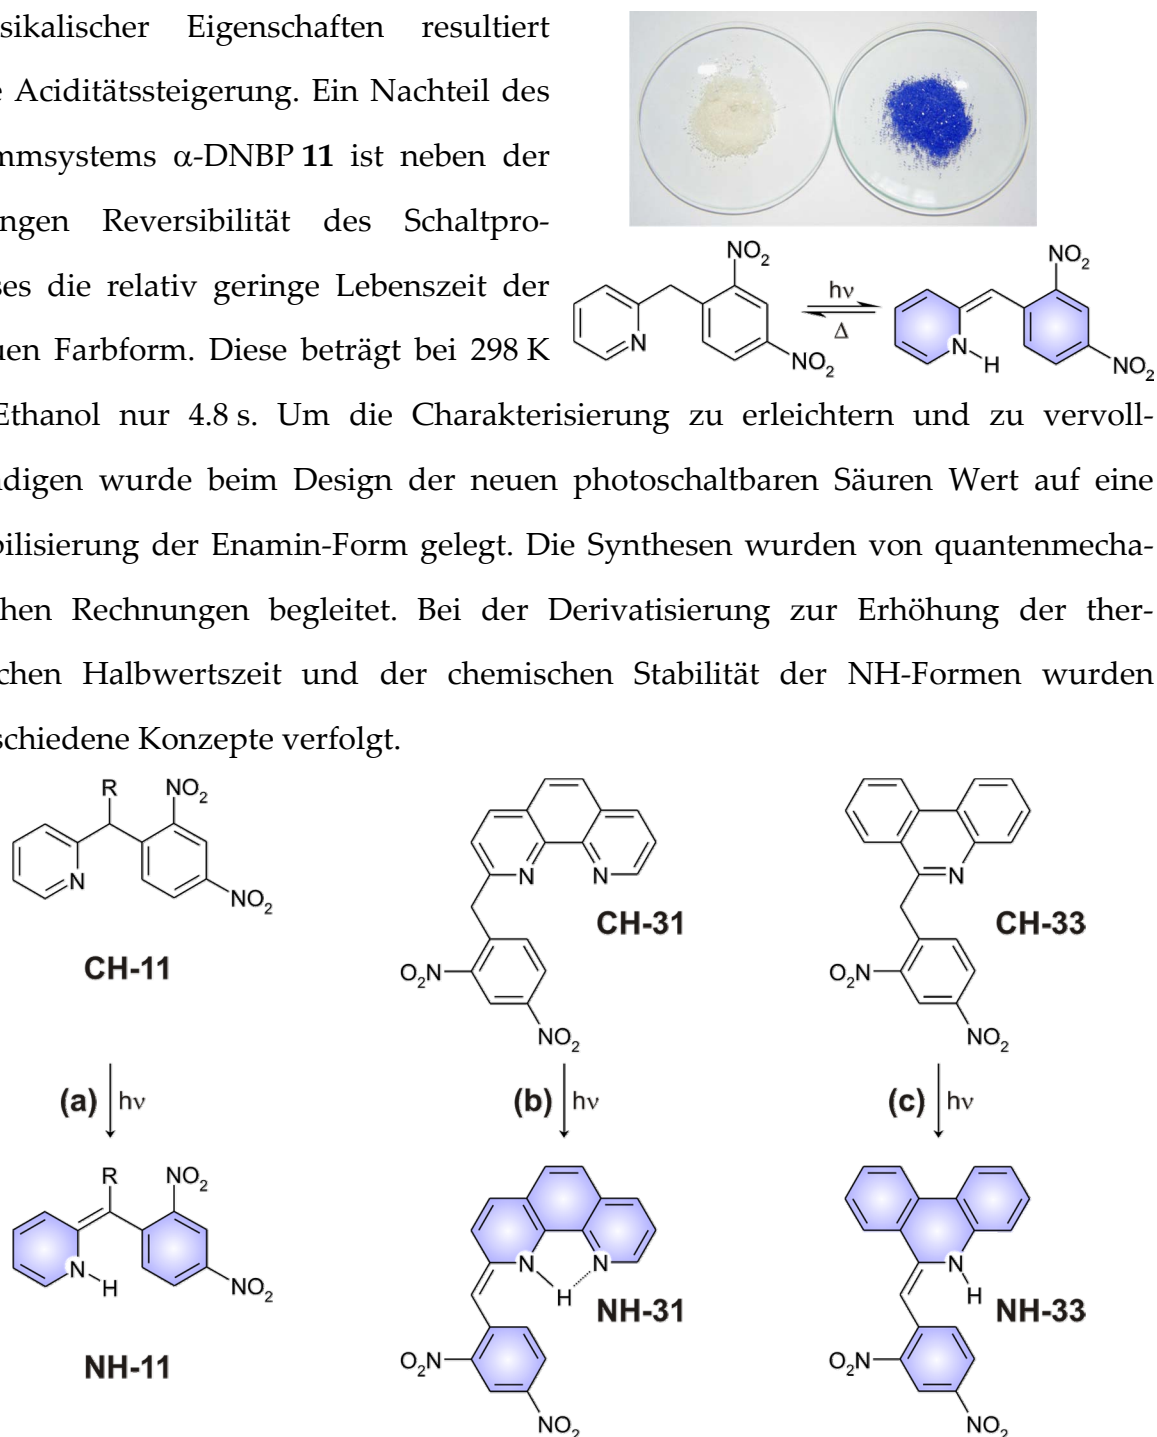 sikalischer Eigenschaften resultiert
Aciditätssteigerung. Ein Nachteil des
mmsystems α-DNBP 11 ist neben der
ngen Reversibilität des Schaltpro-
ses die relativ geringe Lebenszeit der
uen Farbform. Diese beträgt bei 298 K
Ethanol nur 4.8 s. Um die Charakterisierung zu erleichtern und zu vervoll-
ndigen wurde beim Design der neuen photoschaltbaren Säuren Wert auf eine
bilisierung der Enamin-Form gelegt. Die Synthesen wurden von quantenmecha-
chen Rechnungen begleitet. Bei der Derivatisierung zur Erhöhung der ther-
schen Halbwertszeit und der chemischen Stabilität der NH-Formen wurden
schiedene Konzepte verfolgt.
NO2 NO2
hν
Δ
N N
H
NO2 NO2
R NO2
N
NO2
CH-11
N N
CH-31
O2N
NO2
N
CH-33
O2N
NO2
(a) hν
(b) hν
(c) hν
R NO2
N
H
NO2
NH-11
N N
H
NH-31
O2N
NO2
N
H
NH-33
O2N
NO2